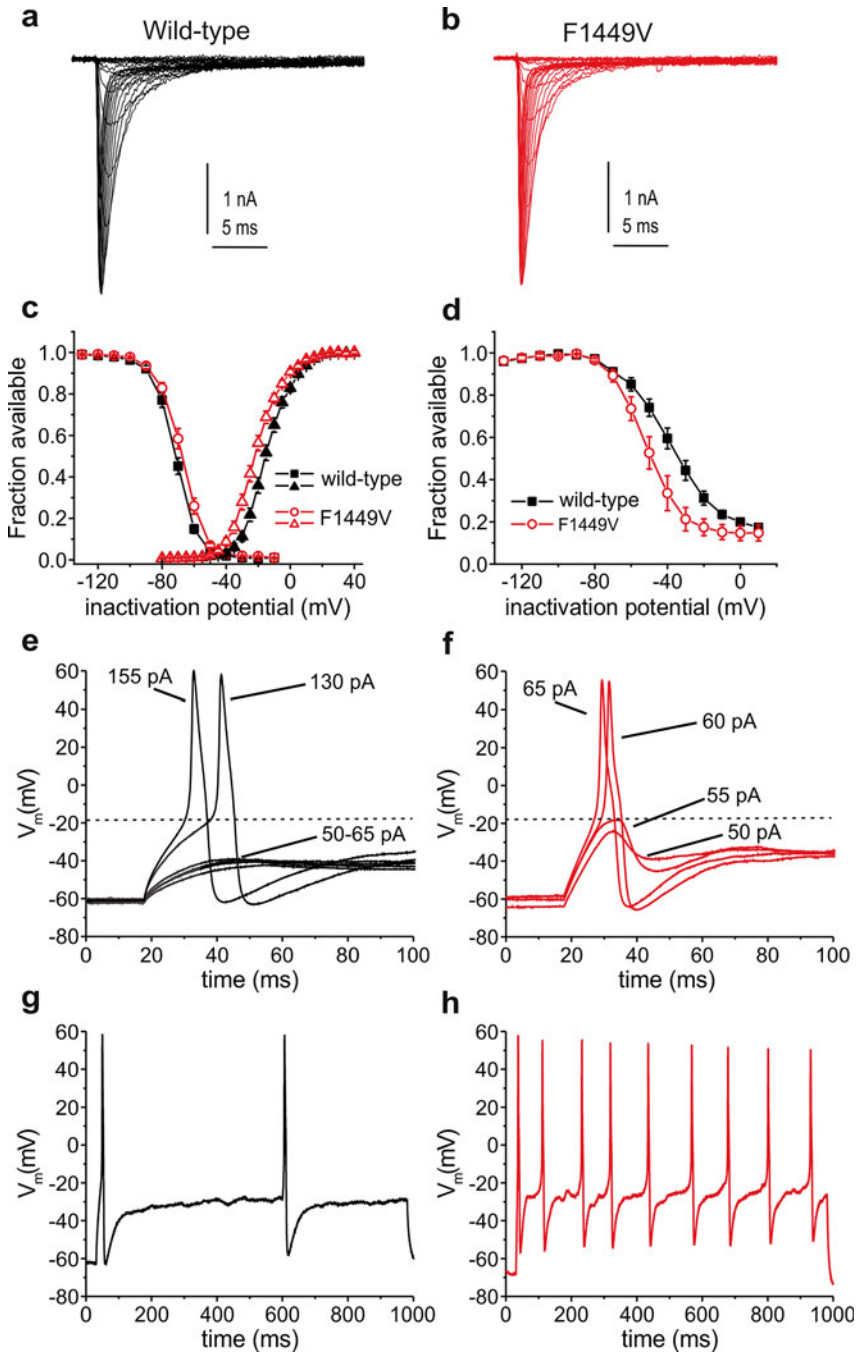 a
Wild-type
1 nA
5 ms
b
F1449V
1 nA
5 ms
c
Fraction available
1.0
0.8
0.6
0.4
0.2
0.0
wild-type
F1449V
-120 -80 -40 0 40
inactivation potential (mV)
d
Fraction available
1.0
0.8
0.6
0.4
0.2
0.0
wild-type
F1449V
-120 -80 -40 0
inactivation potential (mV)
e
Vm(mV)
60
40
20
0
-20
-40
-60
-80
155 pA
130 pA
50-65 pA
0 20 40 60 80 100
time (ms)
f
Vm(mV)
60
40
20
0
-20
-40
-60
-80
65 pA
60 pA
55 pA
50 pA
0 20 40 60 80 100
time (ms)
g
Vm(mV)
60
40
20
0
-20
-40
-60
-80
0 200 400 600 800 1000
time (ms)
h
Vm(mV)
60
40
20
0
-20
-40
-60
-80
0 200 400 600 800 1000
time (ms)